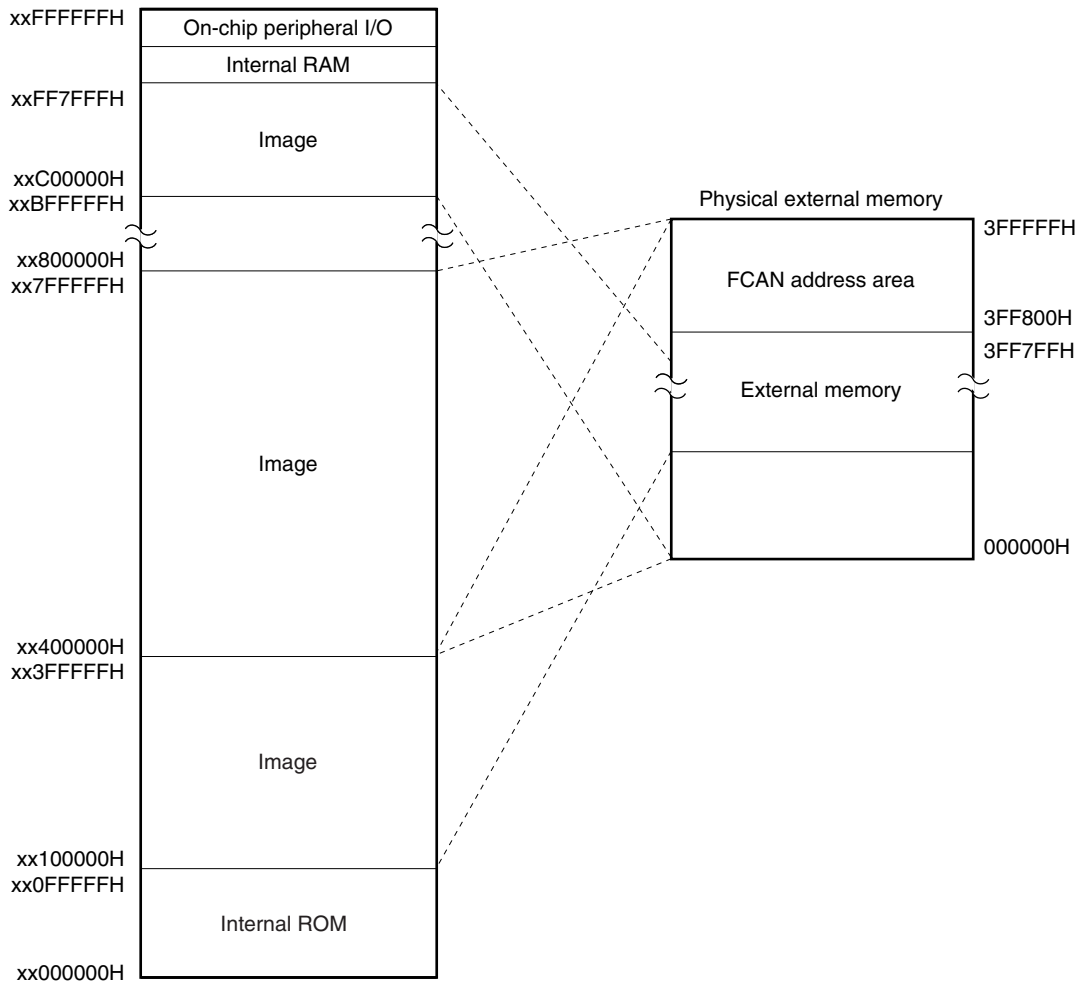 xxFFFFFFH
On-chip peripheral I/O
Internal RAM
xxFF7FFFH
Image
xxC00000H
xxBFFFFFH
xx800000H
xx7FFFFFH
Image
xx400000H
xx3FFFFFH
Image
xx100000H
xx0FFFFFH
Internal ROM
xx000000H
Physical external memory
3FFFFFH
FCAN address area
3FF800H
3FF7FFH
External memory
000000H